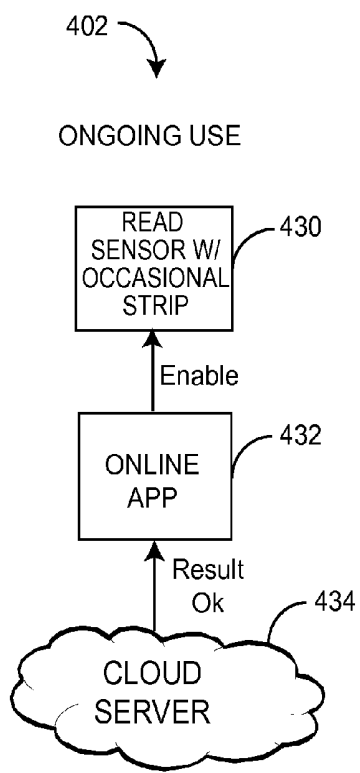 402
ONGOING USE
READ
SENSOR W/
OCCASIONAL
STRIP
430
Enable
ONLINE
APP
432
Result
Ok
434
CLOUD
SERVER